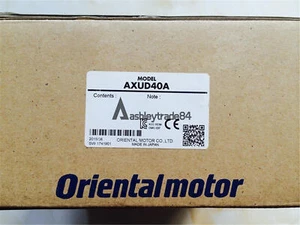 MODEL
AXUD40A
Contents : Note :
ashleytrade84
ORIENTAL MOTOR CO.,LTD.
MADE IN JAPAN
Orientalmotor